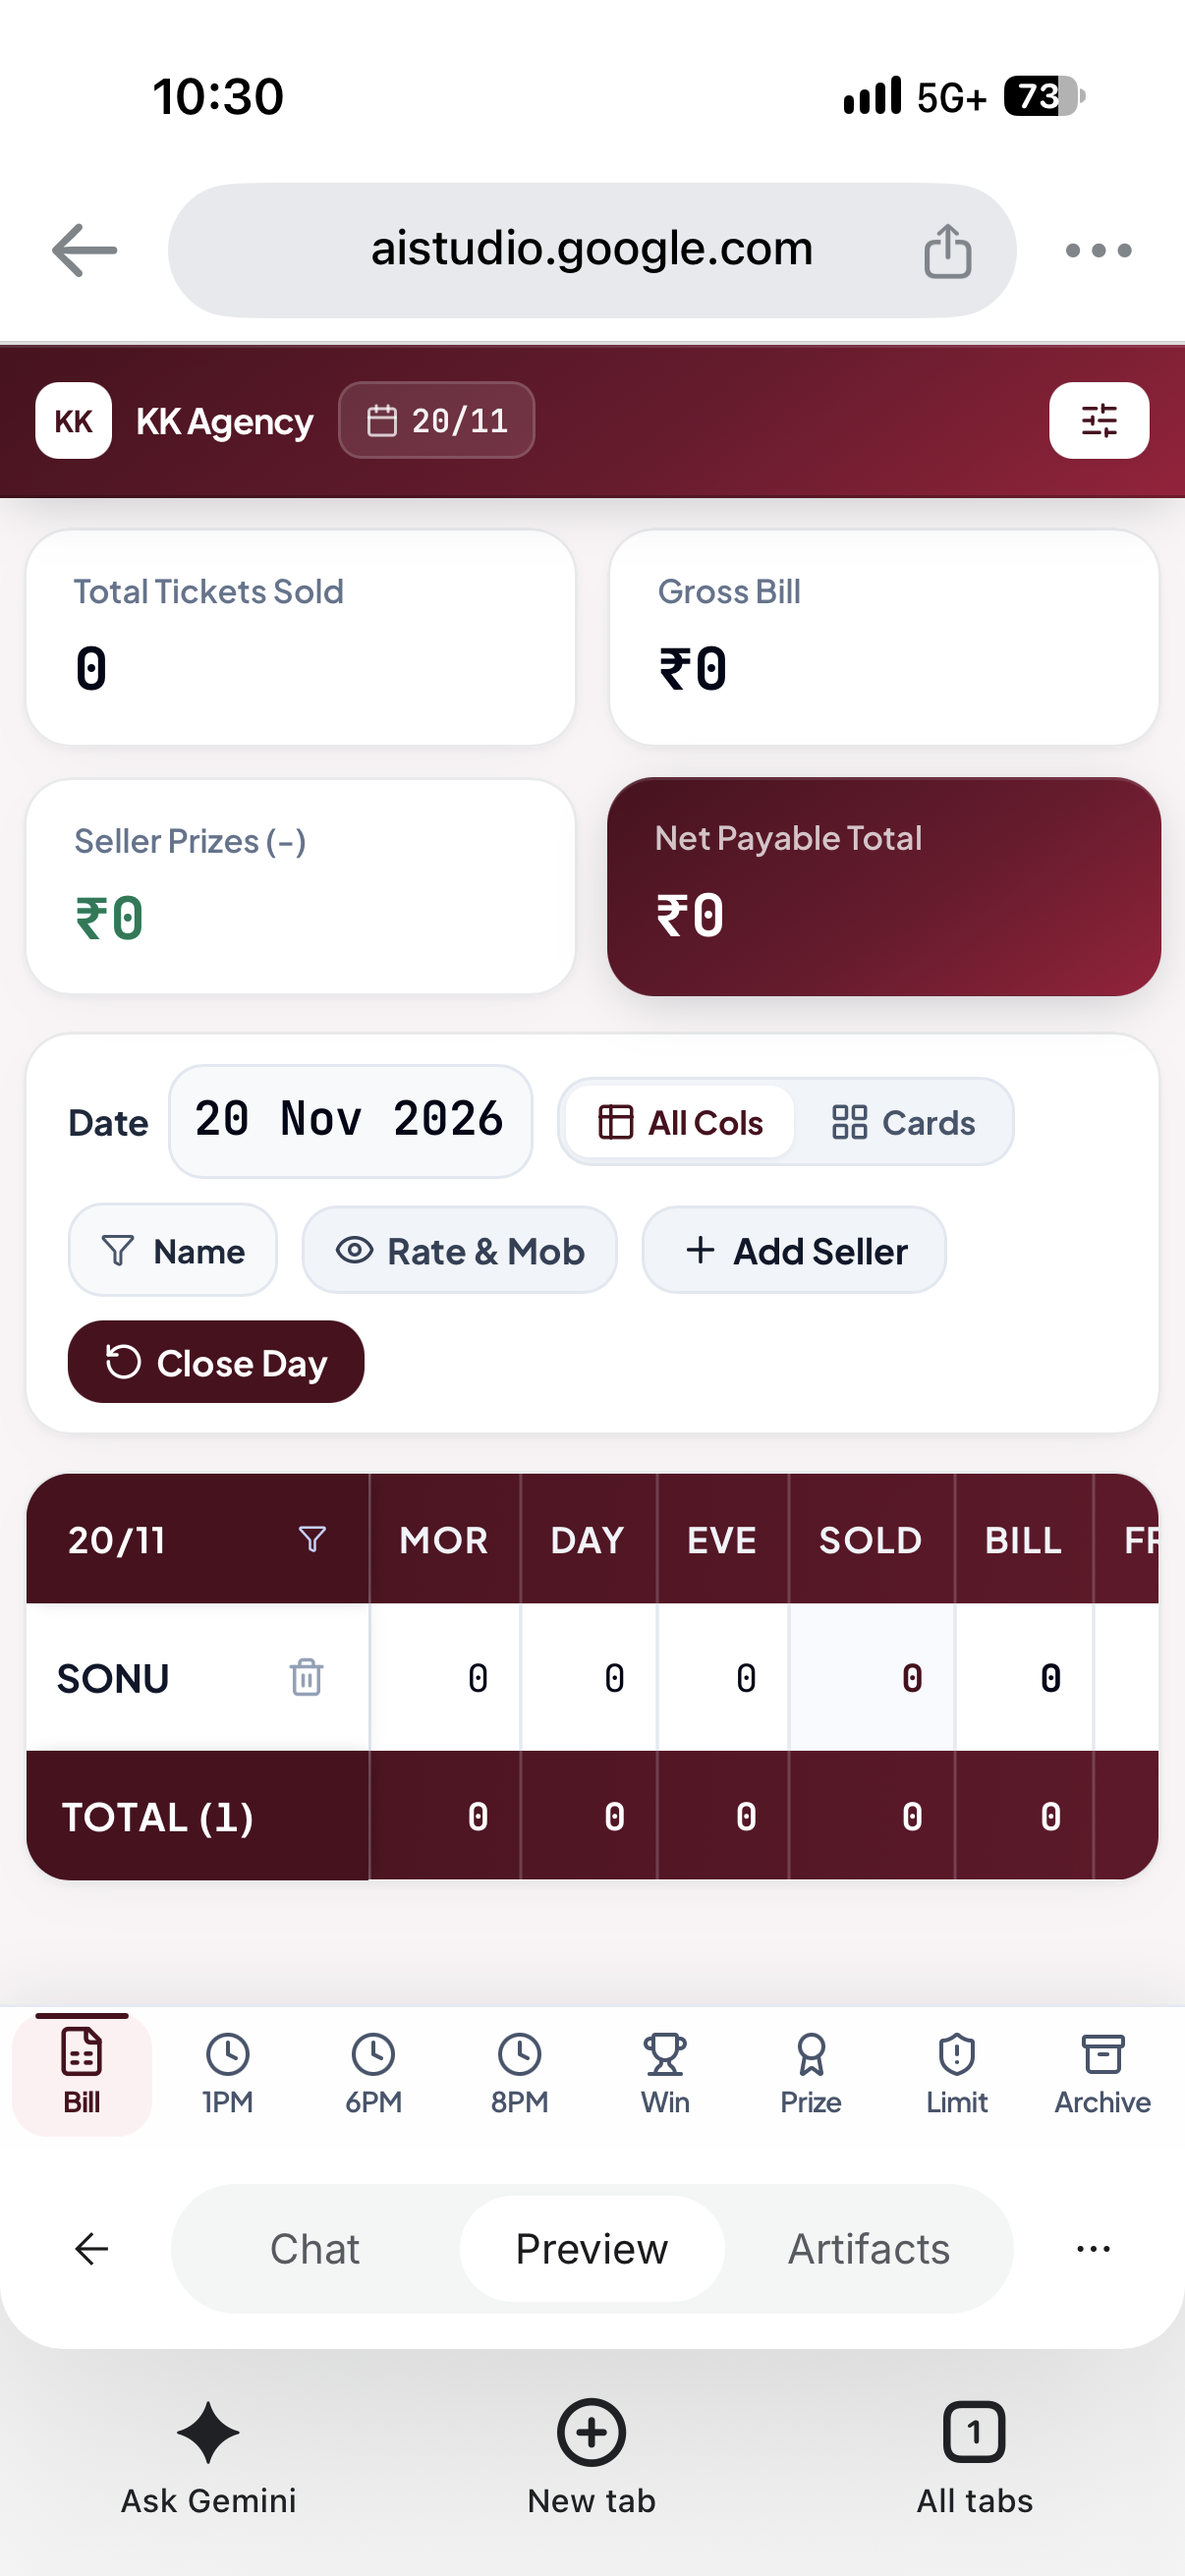 10:30
5G+ 73
aistudio.google.com
KK KK Agency 20/11
Total Tickets Sold
0
Gross Bill
₹0
Seller Prizes (-)
₹0
Net Payable Total
₹0
Date 20 Nov 2026 All Cols Cards
Name Rate & Mob + Add Seller
Close Day
20/11 MOR DAY EVE SOLD BILL
SONU 0 0 0 0 0
TOTAL (1) 0 0 0 0 0
Bill 1PM 6PM 8PM Win Prize Limit Archive
Chat Preview Artifacts
1
Ask Gemini New tab All tabs